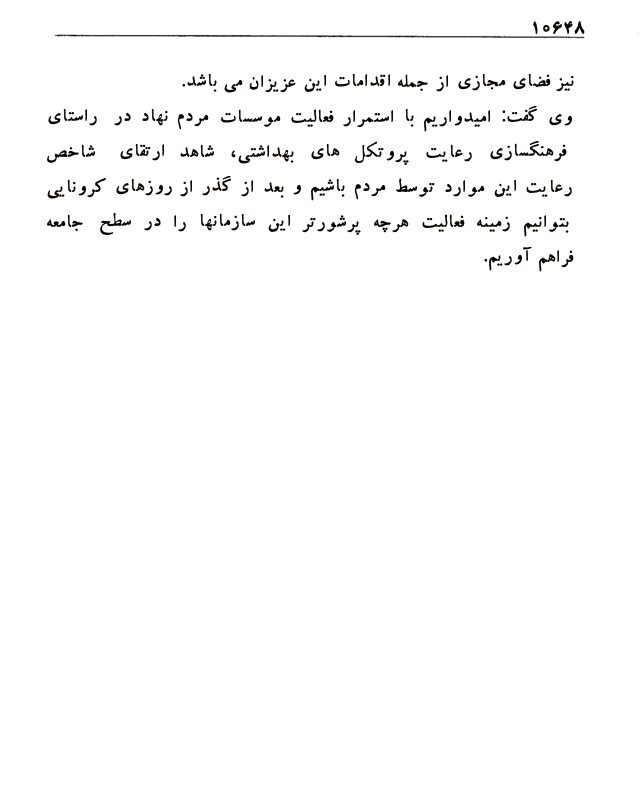 ۱۰۶۴۸
نیز فضای مجازی از جمله اقدامات این عزیزان می باشد.
وی گفت: امیدواریم با استمرار فعالیت موسسات مردم نهاد در راستای
فرهنگسازی رعایت پروتکل های بهداشتی، شاهد ارتقای شاخص
رعایت این موارد توسط مردم باشیم و بعد از گذر از روزهای کرونایی
بتوانیم زمینه فعالیت هرچه پرشورتر این سازمانها را در سطح جامعه
فراهم آوریم.